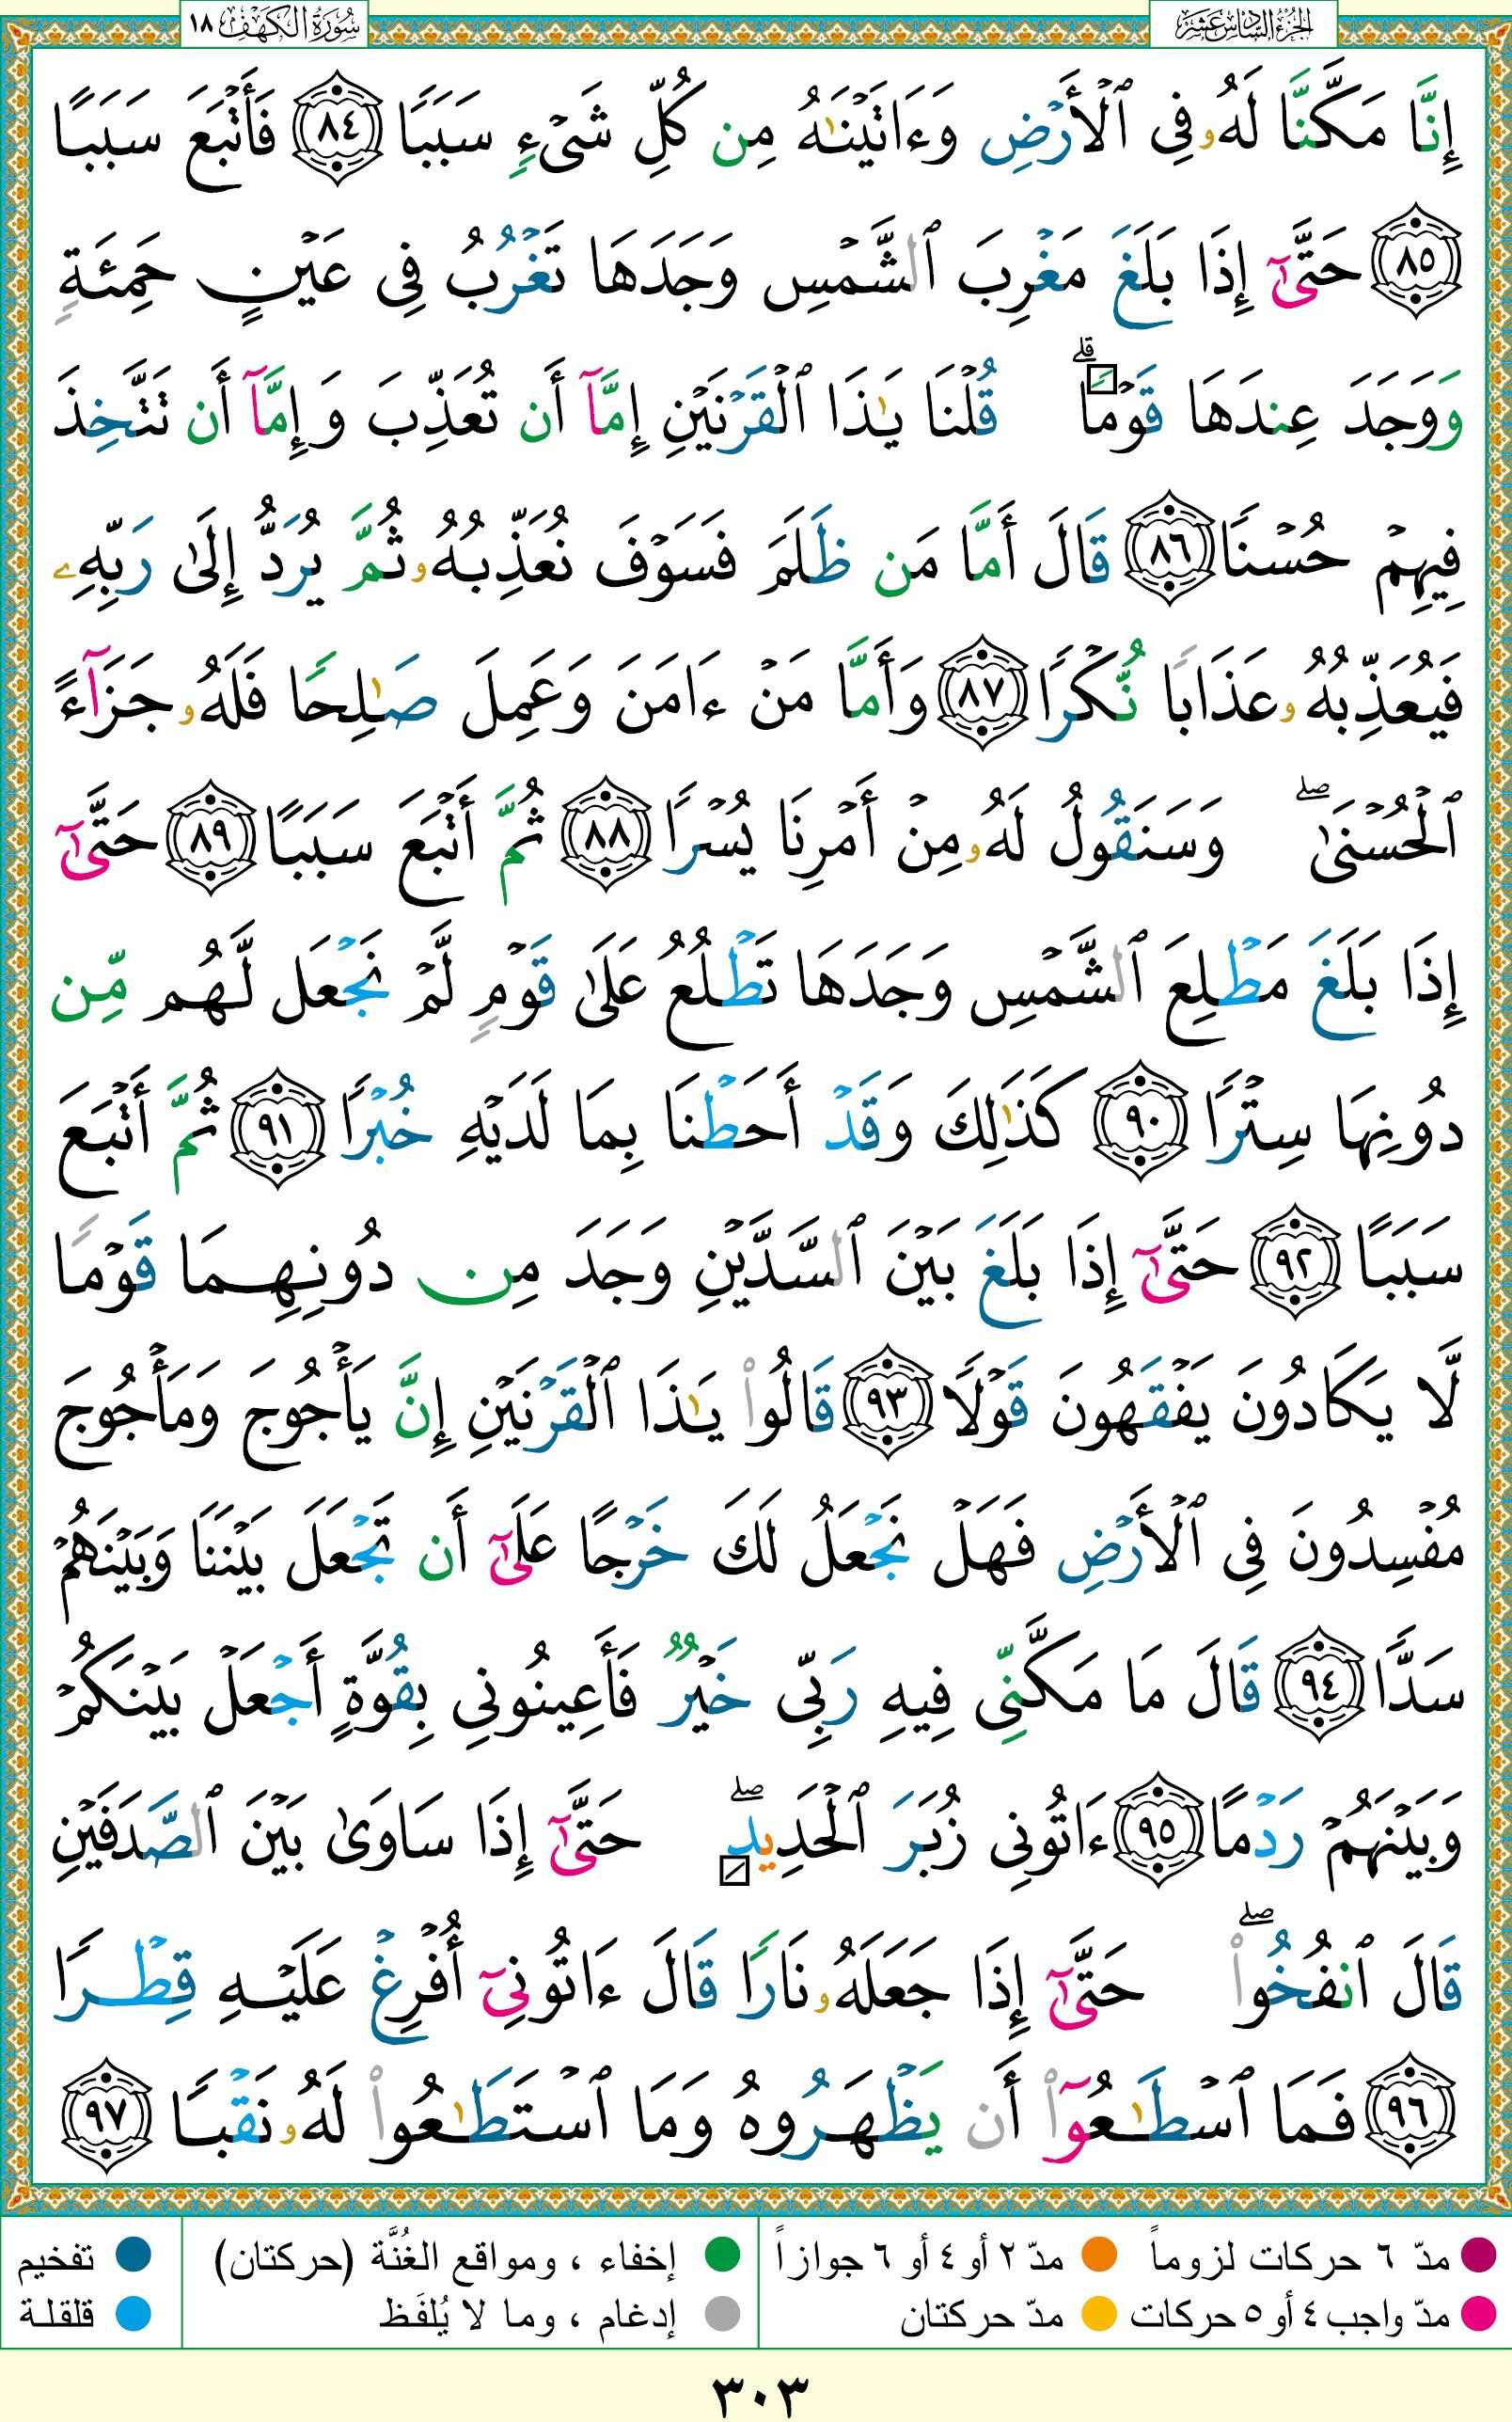 الجزء السادس عشر
سورة الكهف ١٨
إِنَّا مَكَّنَّا لَهُۥ فِى ٱلْأَرْضِ وَءَاتَيْنَٰهُ مِن كُلِّ شَىْءٍ سَبَبًا ٨٤ فَأَتْبَعَ سَبَبًا
٨٥ حَتَّىٰٓ إِذَا بَلَغَ مَغْرِبَ ٱلشَّمْسِ وَجَدَهَا تَغْرُبُ فِى عَيْنٍ حَمِئَةٍ
وَوَجَدَ عِندَهَا قَوْمًا ۗ قُلْنَا يَٰذَا ٱلْقَرْنَيْنِ إِمَّآ أَن تُعَذِّبَ وَإِمَّآ أَن تَتَّخِذَ
فِيهِمْ حُسْنًا ٨٦ قَالَ أَمَّا مَن ظَلَمَ فَسَوْفَ نُعَذِّبُهُۥ ثُمَّ يُرَدُّ إِلَىٰ رَبِّهِۦ
فَيُعَذِّبُهُۥ عَذَابًا نُّكْرًا ٨٧ وَأَمَّا مَنْ ءَامَنَ وَعَمِلَ صَٰلِحًا فَلَهُۥ جَزَآءً
ٱلْحُسْنَىٰ ۖ وَسَنَقُولُ لَهُۥ مِنْ أَمْرِنَا يُسْرًا ٨٨ ثُمَّ أَتْبَعَ سَبَبًا ٨٩ حَتَّىٰٓ
إِذَا بَلَغَ مَطْلِعَ ٱلشَّمْسِ وَجَدَهَا تَطْلُعُ عَلَىٰ قَوْمٍ لَّمْ نَجْعَل لَّهُم مِّن
دُونِهَا سِتْرًا ٩٠ كَذَٰلِكَ وَقَدْ أَحَطْنَا بِمَا لَدَيْهِ خُبْرًا ٩١ ثُمَّ أَتْبَعَ
سَبَبًا ٩٢ حَتَّىٰٓ إِذَا بَلَغَ بَيْنَ ٱلسَّدَّيْنِ وَجَدَ مِن دُونِهِمَا قَوْمًا
لَّا يَكَادُونَ يَفْقَهُونَ قَوْلًا ٩٣ قَالُوا۟ يَٰذَا ٱلْقَرْنَيْنِ إِنَّ يَأْجُوجَ وَمَأْجُوجَ
مُفْسِدُونَ فِى ٱلْأَرْضِ فَهَلْ نَجْعَلُ لَكَ خَرْجًا عَلَىٰٓ أَن تَجْعَلَ بَيْنَنَا وَبَيْنَهُمْ
سَدًّا ٩٤ قَالَ مَا مَكَّنِّى فِيهِ رَبِّى خَيْرٌ فَأَعِينُونِى بِقُوَّةٍ أَجْعَلْ بَيْنَكُمْ
وَبَيْنَهُمْ رَدْمًا ٩٥ ءَاتُونِى زُبَرَ ٱلْحَدِيدِ ۖ حَتَّىٰٓ إِذَا سَاوَىٰ بَيْنَ ٱلصَّدَفَيْنِ
قَالَ ٱنفُخُوا۟ ۖ حَتَّىٰٓ إِذَا جَعَلَهُۥ نَارًا قَالَ ءَاتُونِىٓ أُفْرِغْ عَلَيْهِ قِطْرًا
٩٦ فَمَا ٱسْطَٰعُوٓا۟ أَن يَظْهَرُوهُ وَمَا ٱسْتَطَٰعُوا۟ لَهُۥ نَقْبًا ٩٧
مدّ ٦ حركات لزوماً مدّ ٢ أو ٤ أو ٦ جوازاً إخفاء ، ومواقع الغُنَّة (حركتان) تفخيم
مدّ واجب ٤ أو ٥ حركات مدّ حركتان إدغام ، وما لا يُلفَظ قلقلة
٣٠٣